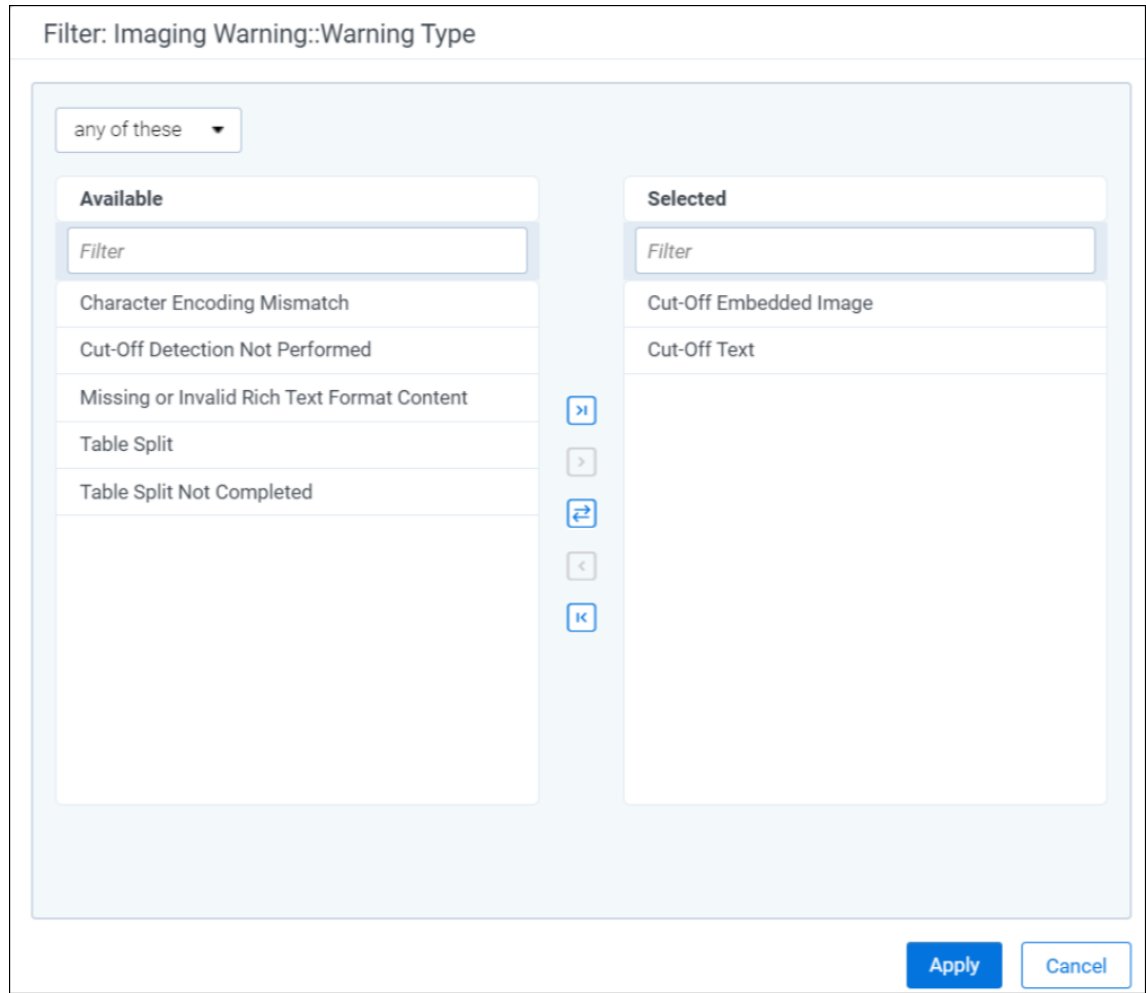 Filter: Imaging Warning::Warning Type
any of these
Available
Filter
Character Encoding Mismatch
Cut-Off Detection Not Performed
Missing or Invalid Rich Text Format Content
Table Split
Table Split Not Completed
Selected
Filter
Cut-Off Embedded Image
Cut-Off Text
Apply
Cancel